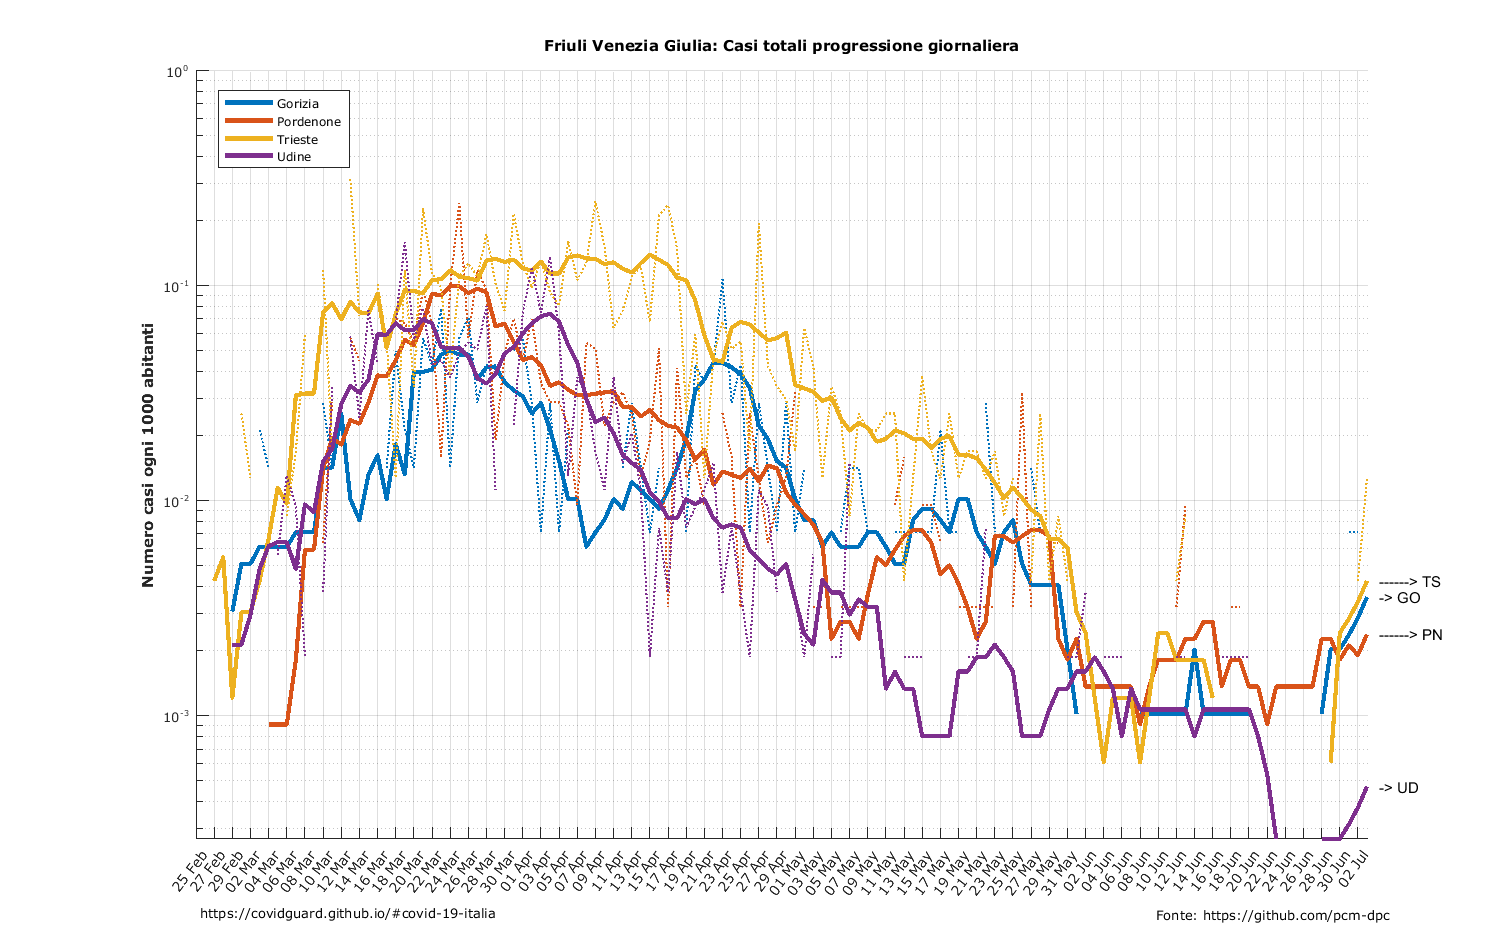 Friuli Venezia Giulia: Casi totali progressione giornaliera
10^0
Gorizia
Pordenone
Trieste
Udine
10^-1
10^-2
10^-3
Numero casi ogni 1000 abitanti
------> TS
-> GO
------> PN
-> UD
25 Feb
27 Feb
29 Feb
02 Mar
04 Mar
06 Mar
08 Mar
10 Mar
12 Mar
14 Mar
16 Mar
18 Mar
20 Mar
22 Mar
24 Mar
26 Mar
28 Mar
30 Mar
01 Apr
03 Apr
05 Apr
07 Apr
09 Apr
11 Apr
13 Apr
15 Apr
17 Apr
19 Apr
21 Apr
23 Apr
25 Apr
27 Apr
29 Apr
01 May
03 May
05 May
07 May
09 May
11 May
13 May
15 May
17 May
19 May
21 May
23 May
25 May
27 May
29 May
31 May
02 Jun
04 Jun
06 Jun
08 Jun
10 Jun
12 Jun
14 Jun
16 Jun
18 Jun
20 Jun
22 Jun
24 Jun
26 Jun
28 Jun
30 Jun
02 Jul
https://covidguard.github.io/#covid-19-italia
Fonte: https://github.com/pcm-dpc